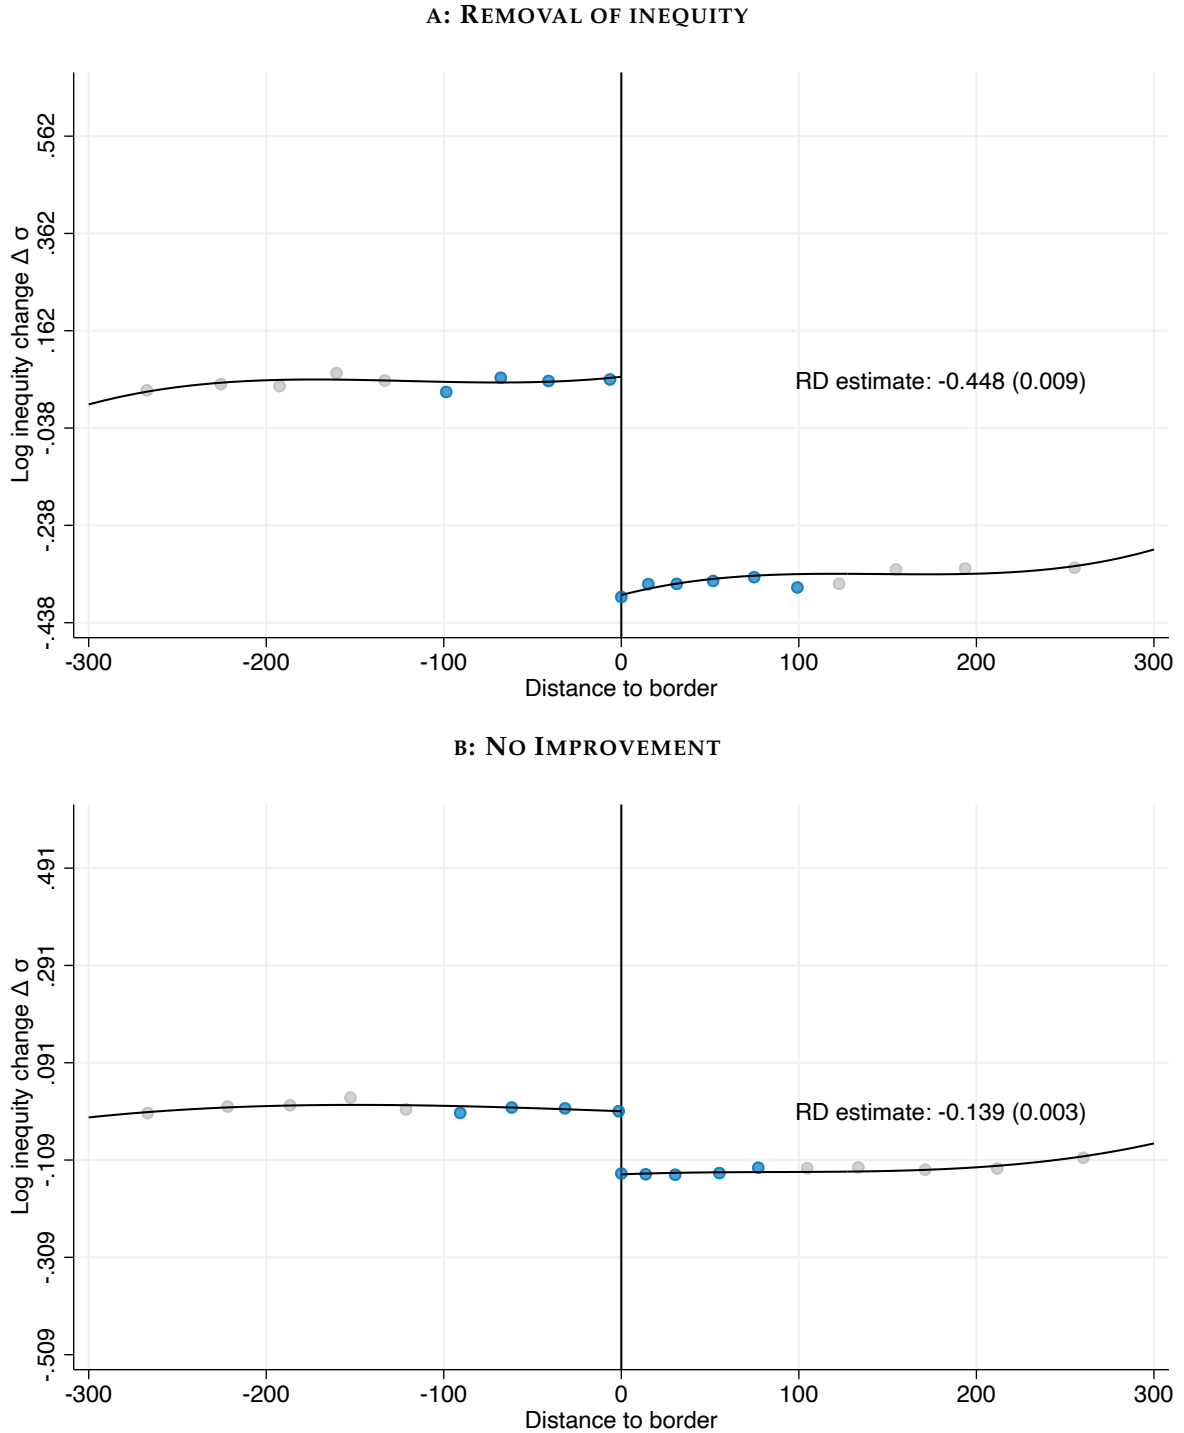 A: REMOVAL OF INEQUITY
Log inequity change Δ σ
.562
.362
.162
-.038
-.238
-.438
RD estimate: -0.448 (0.009)
-300 -200 -100 0 100 200 300
Distance to border
B: NO IMPROVEMENT
Log inequity change Δ σ
.491
.291
.091
-.109
-.309
-.509
RD estimate: -0.139 (0.003)
-300 -200 -100 0 100 200 300
Distance to border